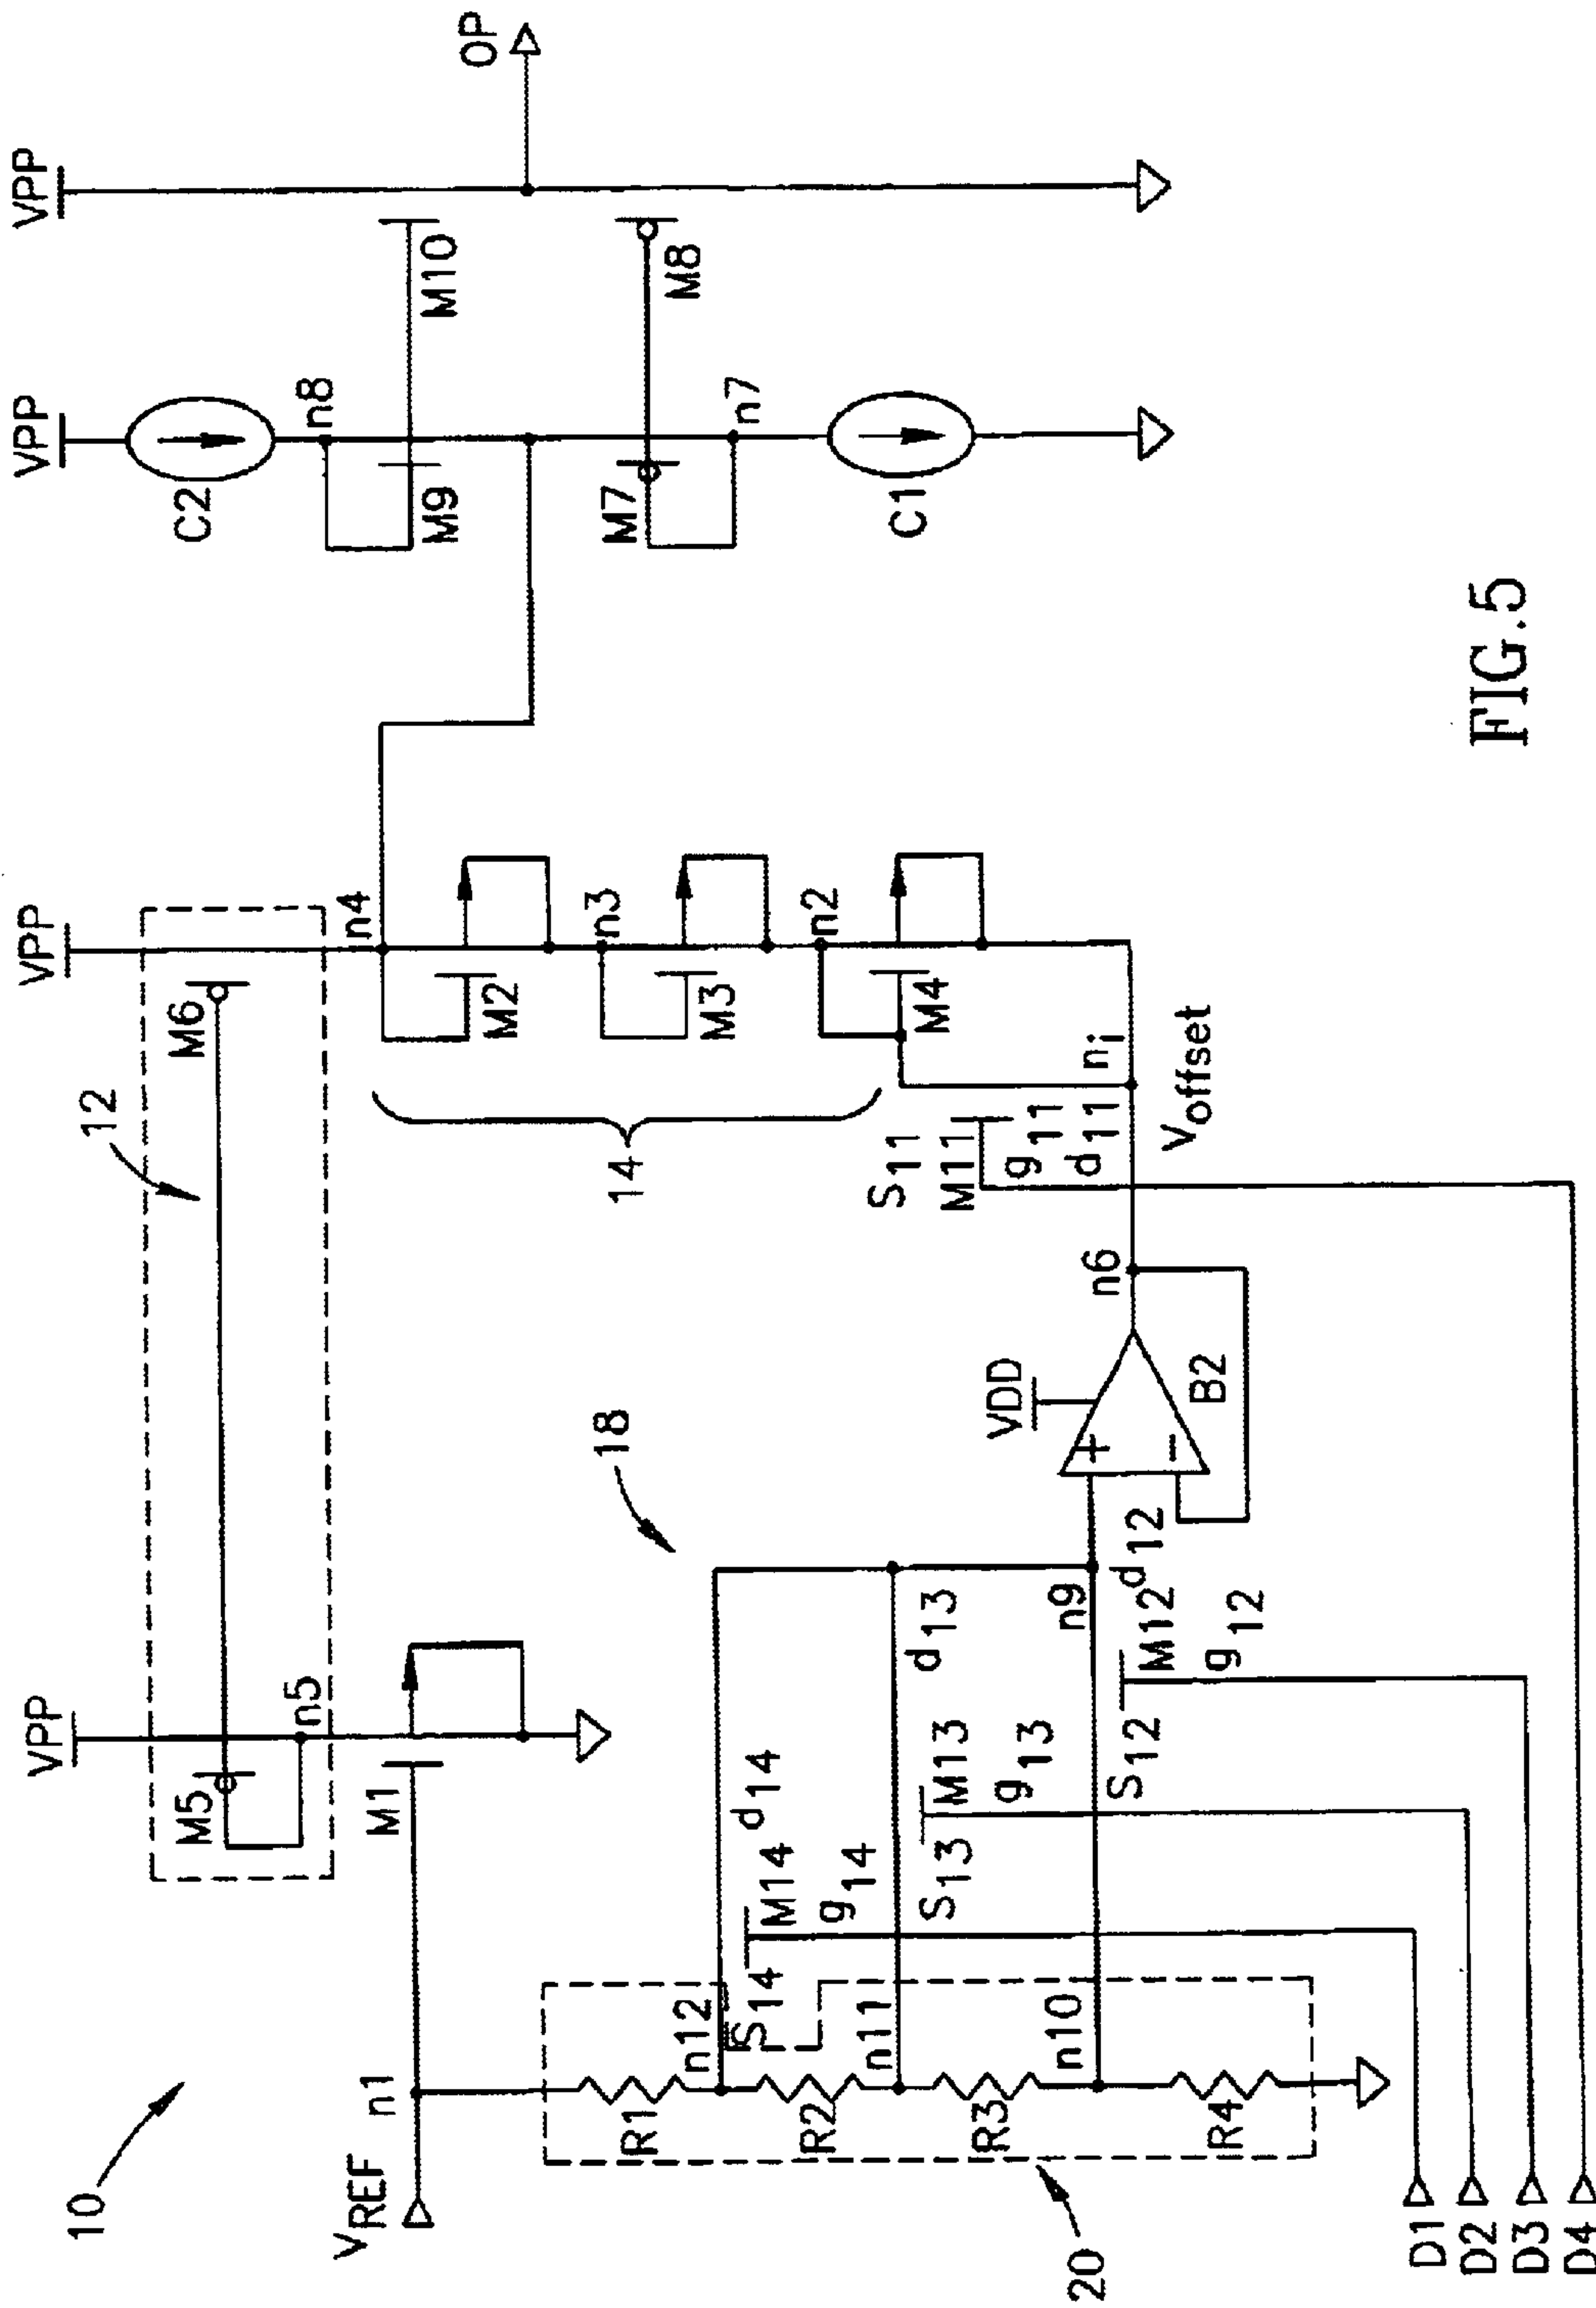 10
VREF
n1
VPP
M5
n5
M1
12
VPP
M6
n4
M2
n3
M3
n2
M4
14
VPP
C2
n8
M9
M10
M7
M8
n7
C1
VPP
OP
R1
n12
R2
n11
R3
n10
R4
20
S14
M14
g14
d14
S13
M13
g13
d13
S12
M12
g12
d12
n9
18
VDD
+
−
B2
n6
S11
M11
g11
d11
ni
Voffset
D1
D2
D3
D4
FIG.5